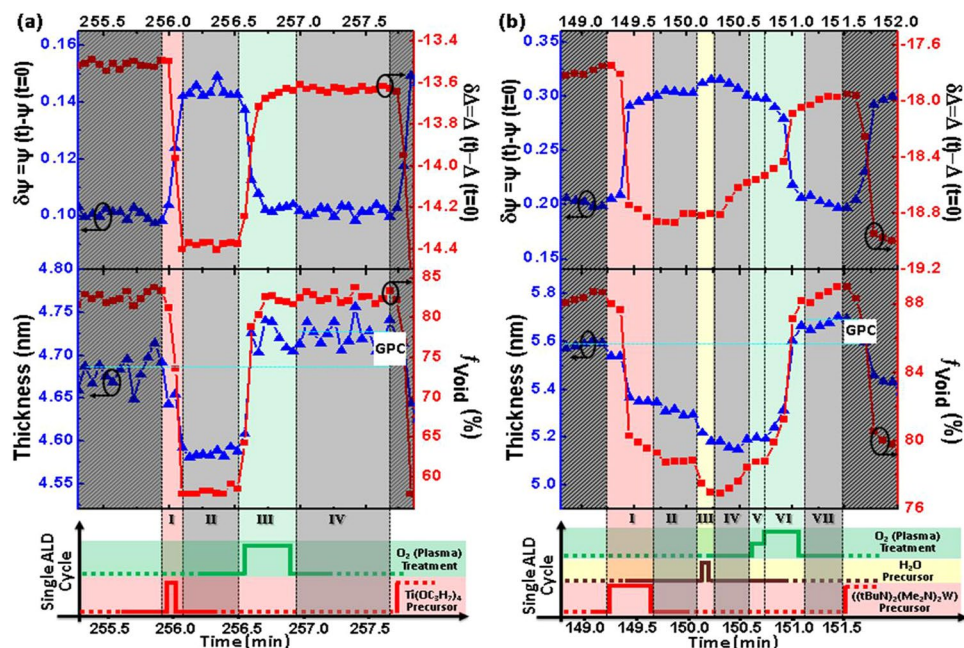 (a)
255.5 256.0 256.5 257.0 257.5
0.16
0.14
0.12
0.10
4.80
δψ =ψ (t)-ψ (t=0)
-13.4
-13.6
-13.8
-14.0
-14.2
-14.4
δΔ=Δ (t)-Δ (t=0)
4.75
4.70
4.65
4.60
4.55
Thickness (nm)
85
80
75
70
65
60
fVoid (%)
GPC
I II III IV
Single ALD
Cycle
O₂ (Plasma)
Treatment
Ti(OC₃H₇)₄
Precursor
255.5 256.0 256.5 257.0 257.5
Time [min]
(b)
149.0 149.5 150.0 150.5 151.0 151.5 152.0
0.35
0.30
0.25
0.20
0.15
δψ =ψ (t)-ψ (t=0)
-17.6
-18.0
-18.4
-18.8
-19.2
δΔ=Δ (t)-Δ (t=0)
5.8
5.6
5.4
5.2
5.0
Thickness (nm)
88
84
80
76
fVoid (%)
GPC
I II III IV V VI VII
Single ALD
Cycle
O₂ (Plasma)
Treatment
H₂O
Precursor
((tBuN)₂(Me₂N)₂W)
Precursor
149.0 149.5 150.0 150.5 151.0 151.5
Time [min]